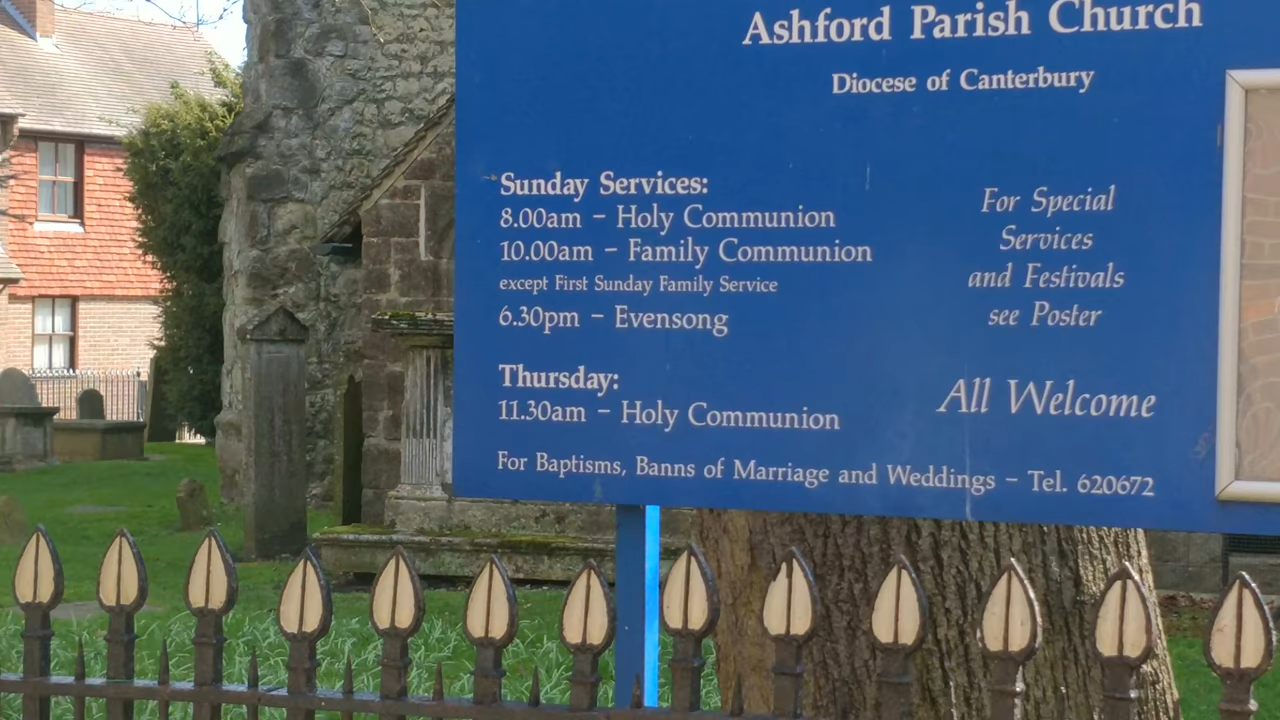 Ashford Parish Church
Diocese of Canterbury
Sunday Services:
8.00am – Holy Communion
10.00am – Family Communion
except First Sunday Family Service
6.30pm – Evensong
Thursday:
11.30am – Holy Communion
For Special
Services
and Festivals
see Poster
All Welcome
For Baptisms, Banns of Marriage and Weddings – Tel. 620672